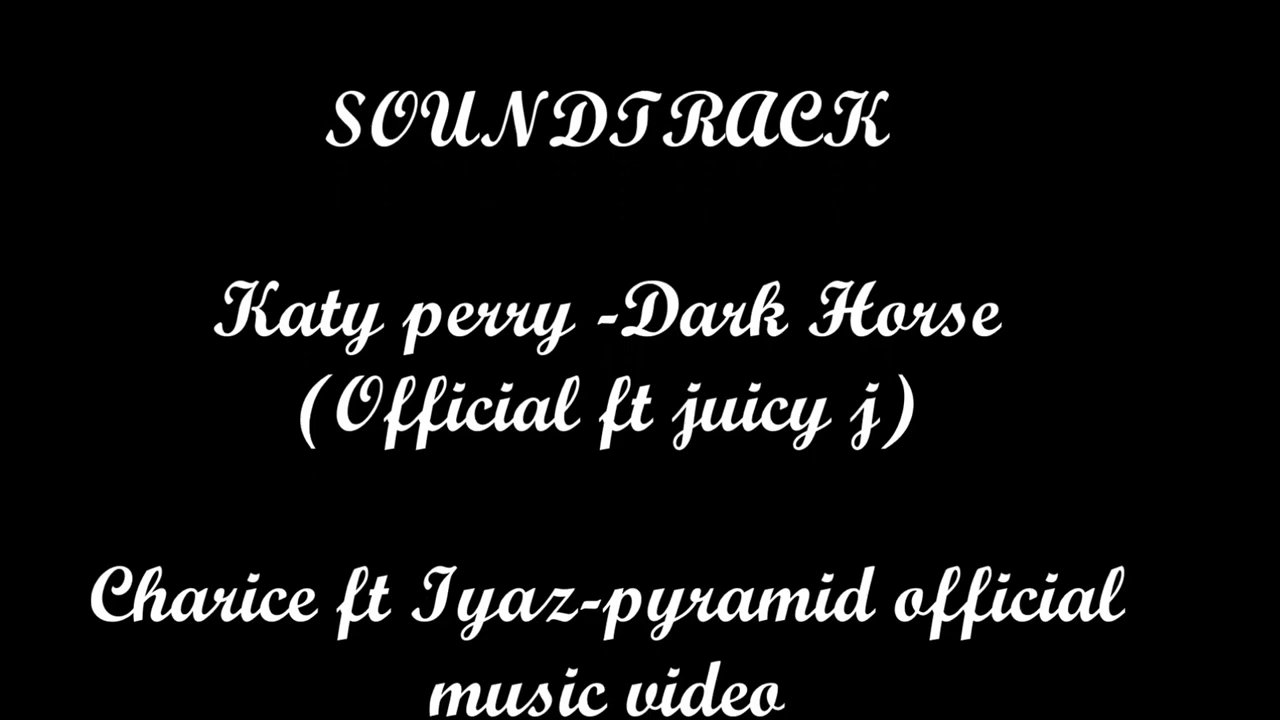 SOUNDTRACK
Katy perry -Dark Horse
(Official ft juicy j)
Charice ft Iyaz-pyramid official
music video